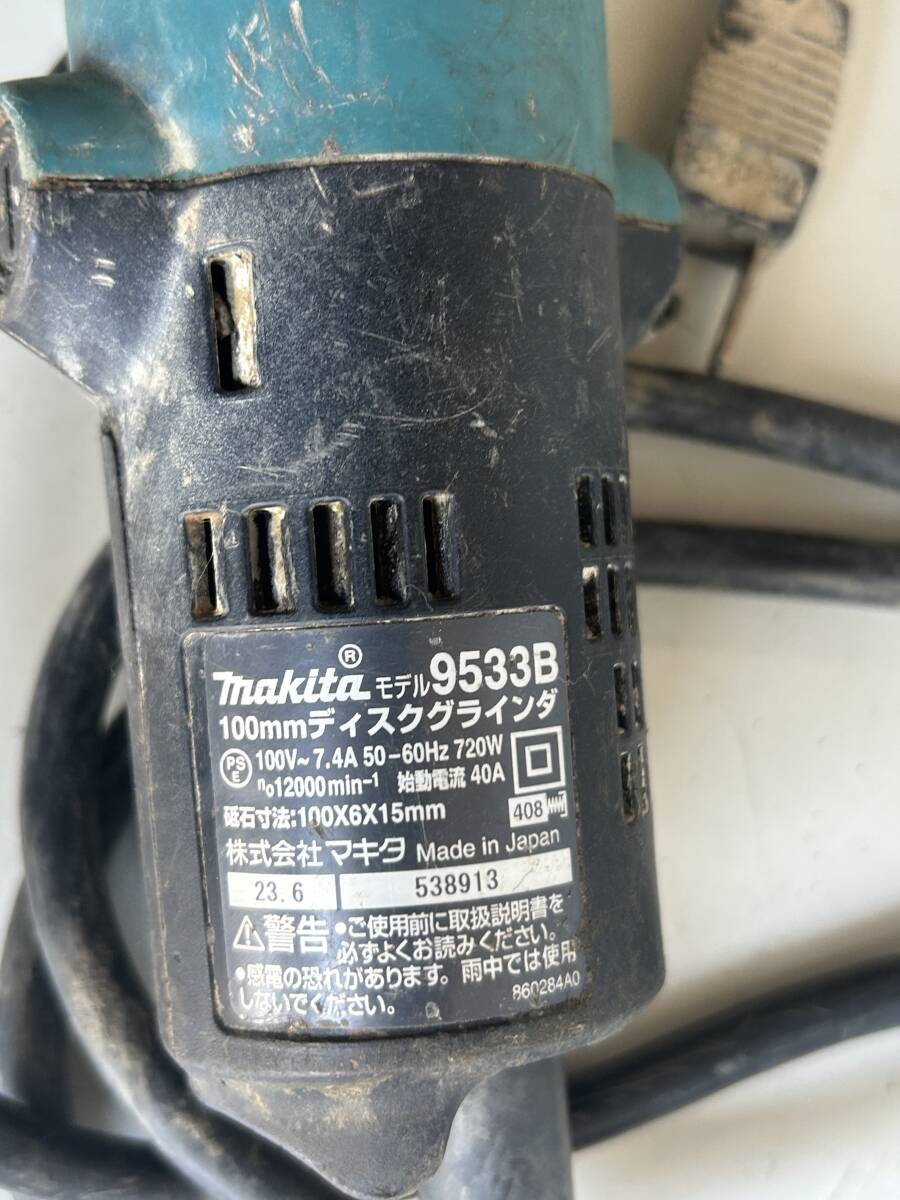 makita® モデル 9533B
100mmディスクグラインダ
PSE 100V~ 7.4A 50-60Hz 720W
n₀12000min⁻¹ 始動電流 40A
砥石寸法:100X6X15mm 408
株式会社 マキタ Made in Japan
23.6 538913
⚠警告 •ご使用前に取扱説明書を
必ずよくお読みください。
•感電の恐れがあります。雨中では使用
しないでください。 860284A0